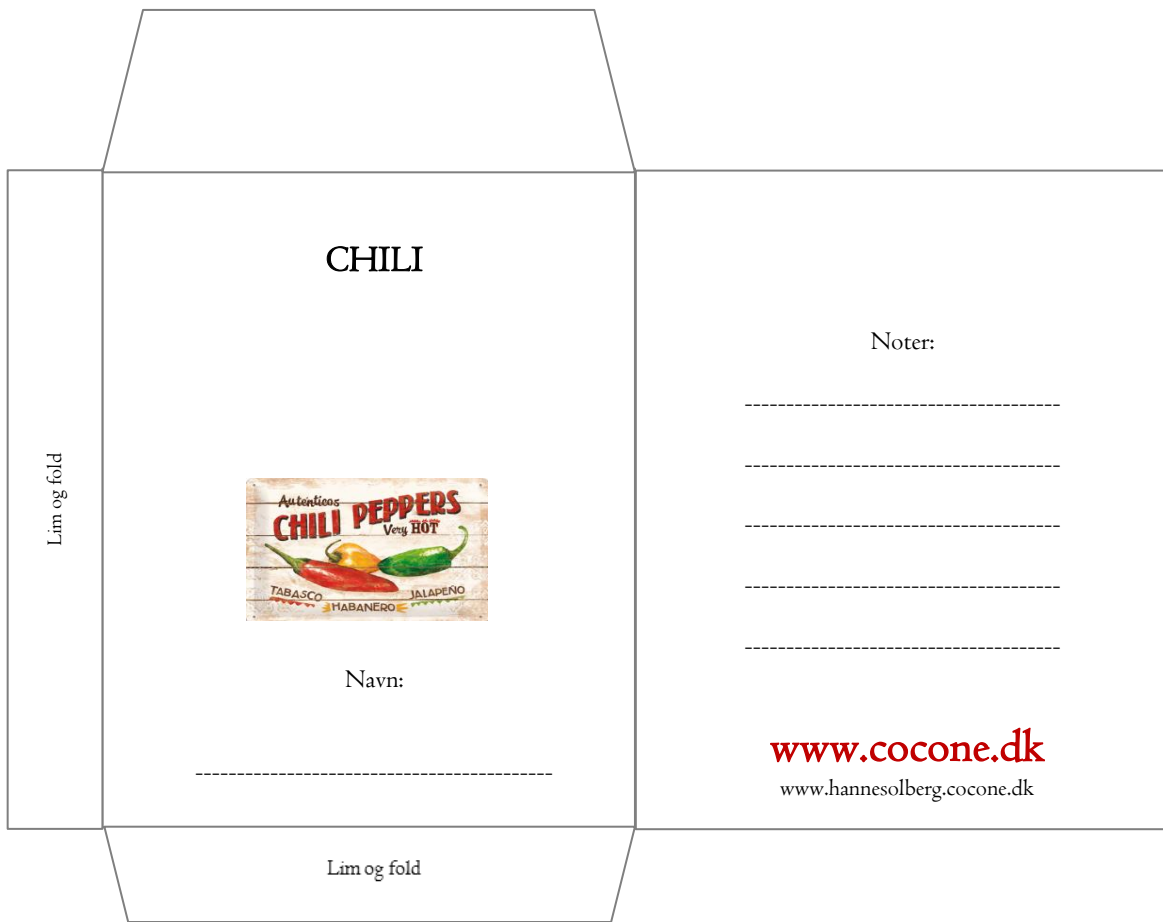 CHILI
Lim og fold
Auténticos
CHILI PEPPERS
Very HOT
TABASCO
HABANERO
JALAPEÑO
Navn:
-------------------------------------------
Lim og fold
Noter:
--------------------------------------
--------------------------------------
--------------------------------------
--------------------------------------
--------------------------------------
www.cocone.dk
www.hannesolberg.cocone.dk